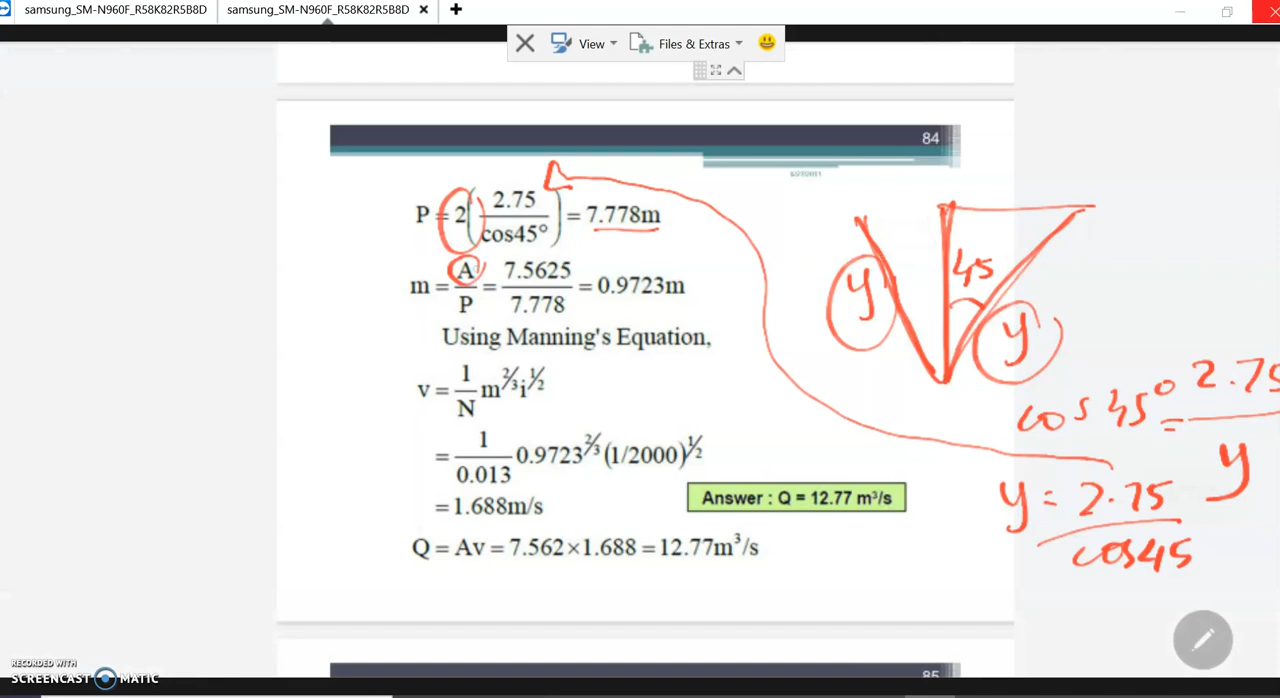 samsung_SM-N960F_R58K82R5B8D samsung_SM-N960F_R58K82R5B8D
View Files & Extras
84
P = 2(2.75/cos45°) = 7.778m
m = A/P = 7.5625/7.778 = 0.9723m
Using Manning's Equation,
v = 1/N m^2/3 i^1/2
= 1/0.013 0.9723^2/3 (1/2000)^1/2
= 1.688m/s
Answer : Q = 12.77 m³/s
Q = Av = 7.562×1.688 = 12.77m³/s
45
y
y
cos 45° = 2.75/y
y = 2.75/cos45
85
RECORDED WITH
SCREENCAST MATIC